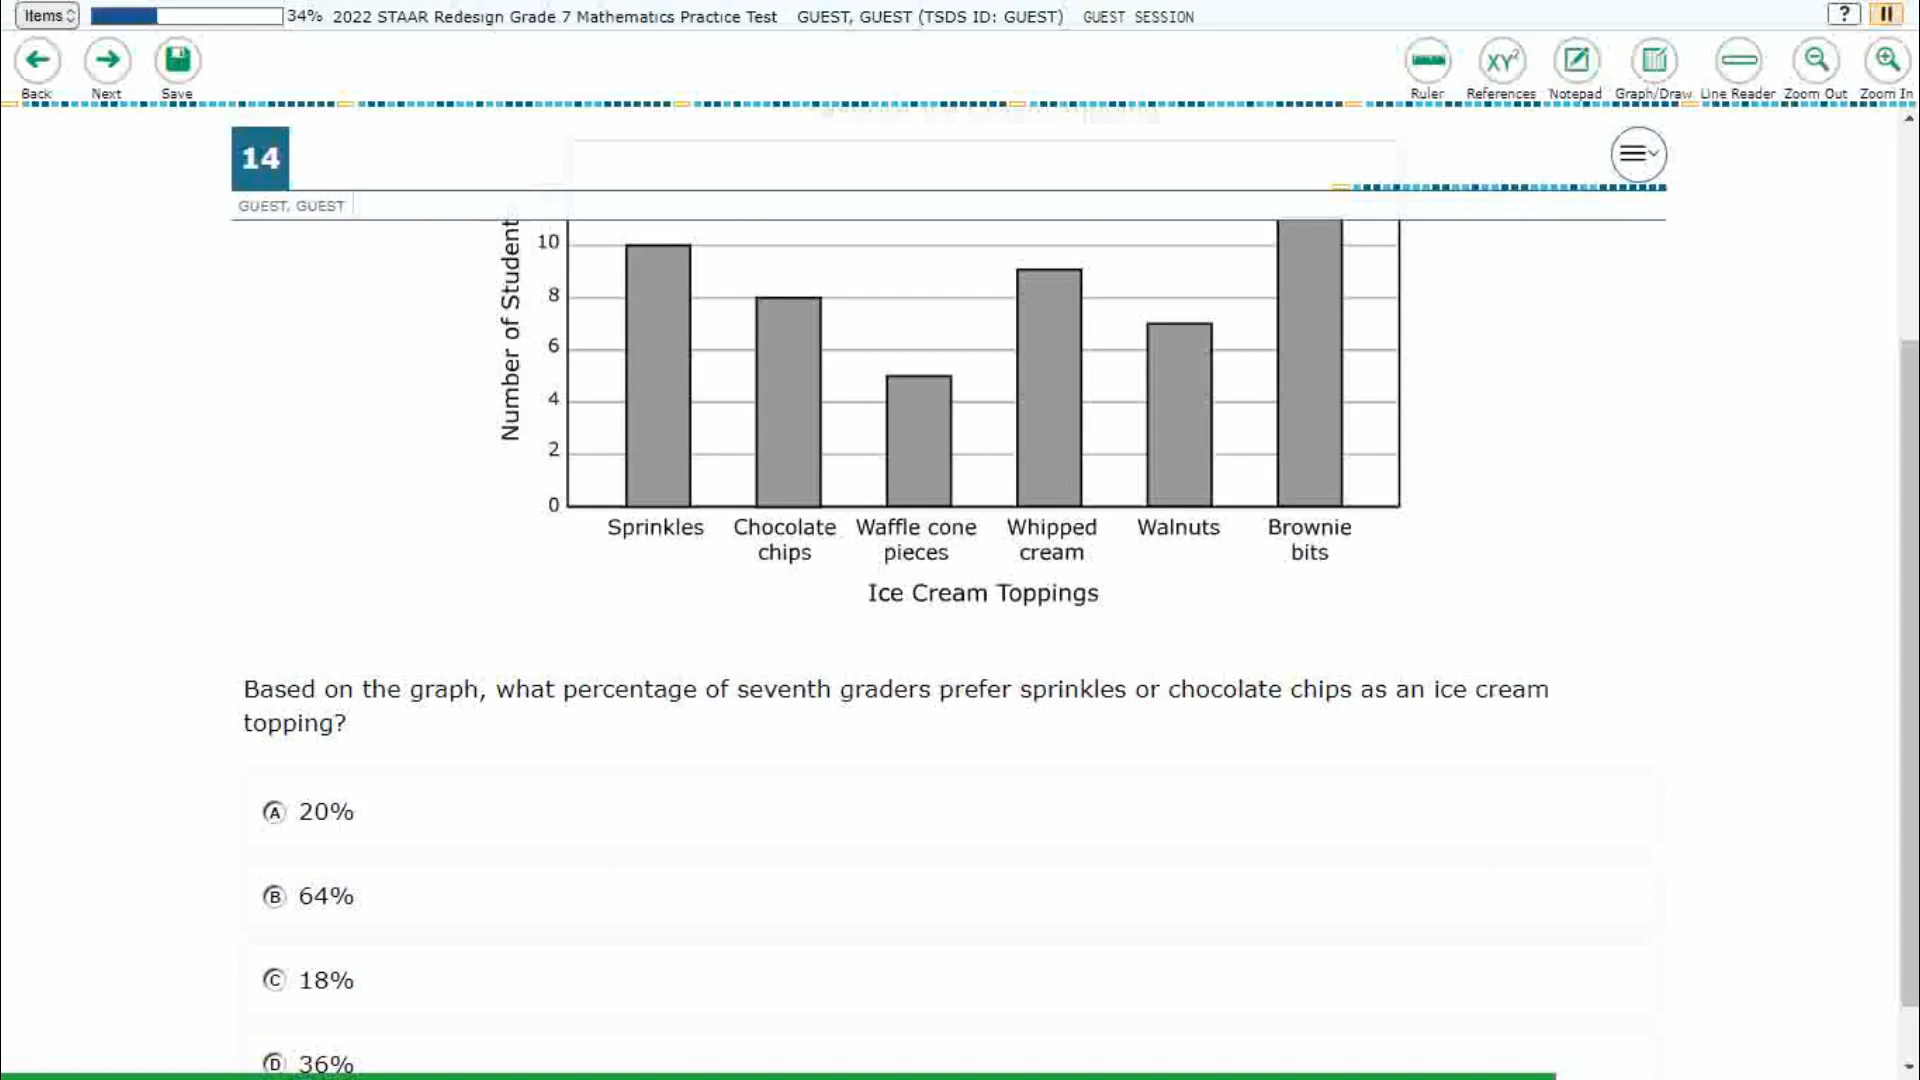 Items 34% 2022 STAAR Redesign Grade 7 Mathematics Practice Test GUEST, GUEST (TSDS ID: GUEST) GUEST SESSION ?
Back Next Save Ruler XY² References Notepad Graph/Draw Line Reader Zoom Out Zoom In
14
GUEST, GUEST
Number of Student
10
8
6
4
2
0
Sprinkles Chocolate Waffle cone Whipped Walnuts Brownie
chips pieces cream bits
Ice Cream Toppings
Based on the graph, what percentage of seventh graders prefer sprinkles or chocolate chips as an ice cream
topping?
A 20%
B 64%
C 18%
D 36%